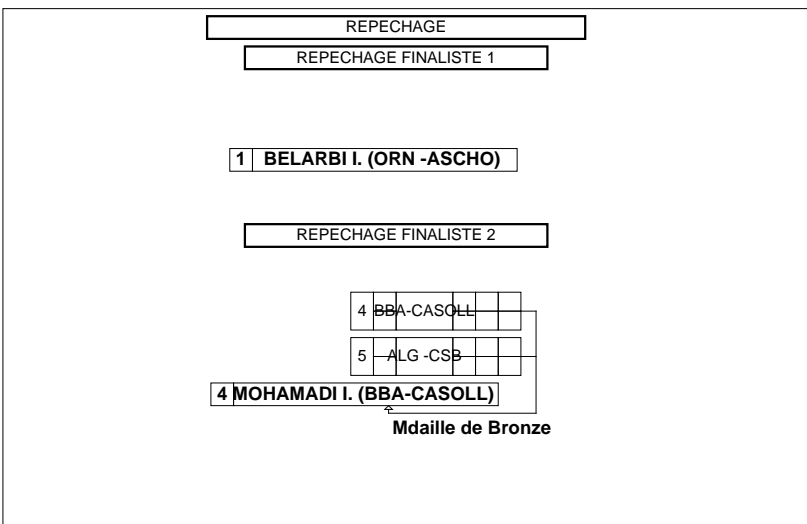 REPECHAGE
REPECHAGE FINALISTE 1
1 BELARBI I. (ORN -ASCHO)
REPECHAGE FINALISTE 2
4 BBA-CASOLL
5 ALG -CSB
4 MOHAMADI I. (BBA-CASOLL)
Mdaille de Bronze